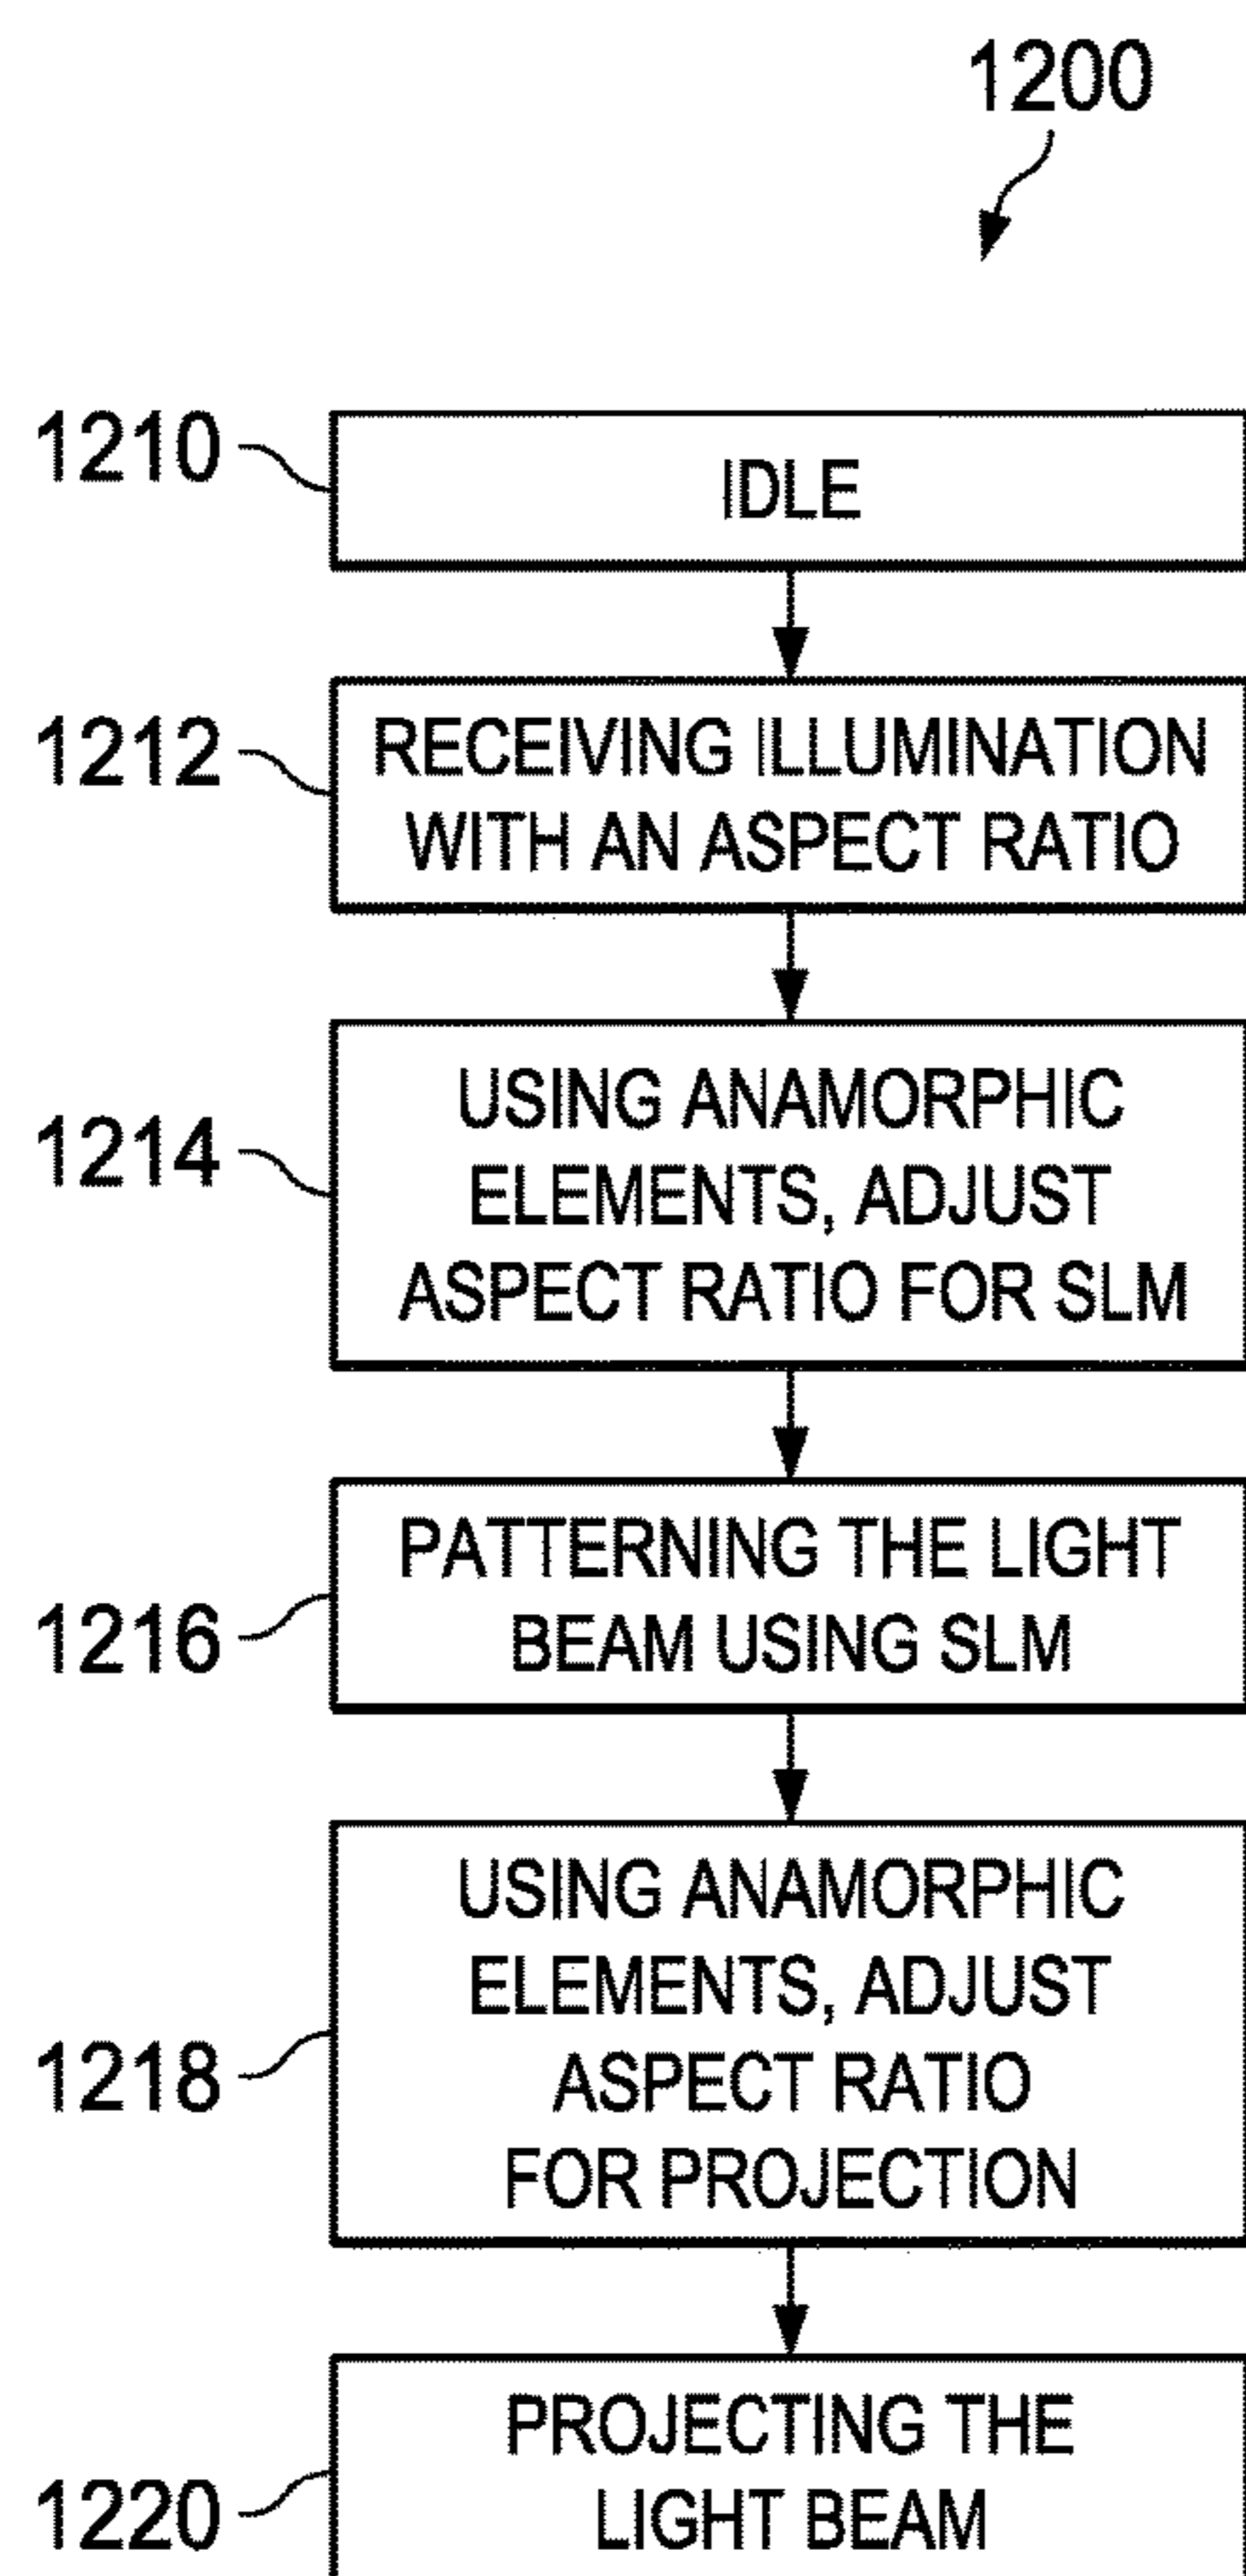 1200
1210
IDLE
1212
RECEIVING ILLUMINATION
WITH AN ASPECT RATIO
1214
USING ANAMORPHIC
ELEMENTS, ADJUST
ASPECT RATIO FOR SLM
1216
PATTERNING THE LIGHT
BEAM USING SLM
1218
USING ANAMORPHIC
ELEMENTS, ADJUST
ASPECT RATIO
FOR PROJECTION
1220
PROJECTING THE
LIGHT BEAM